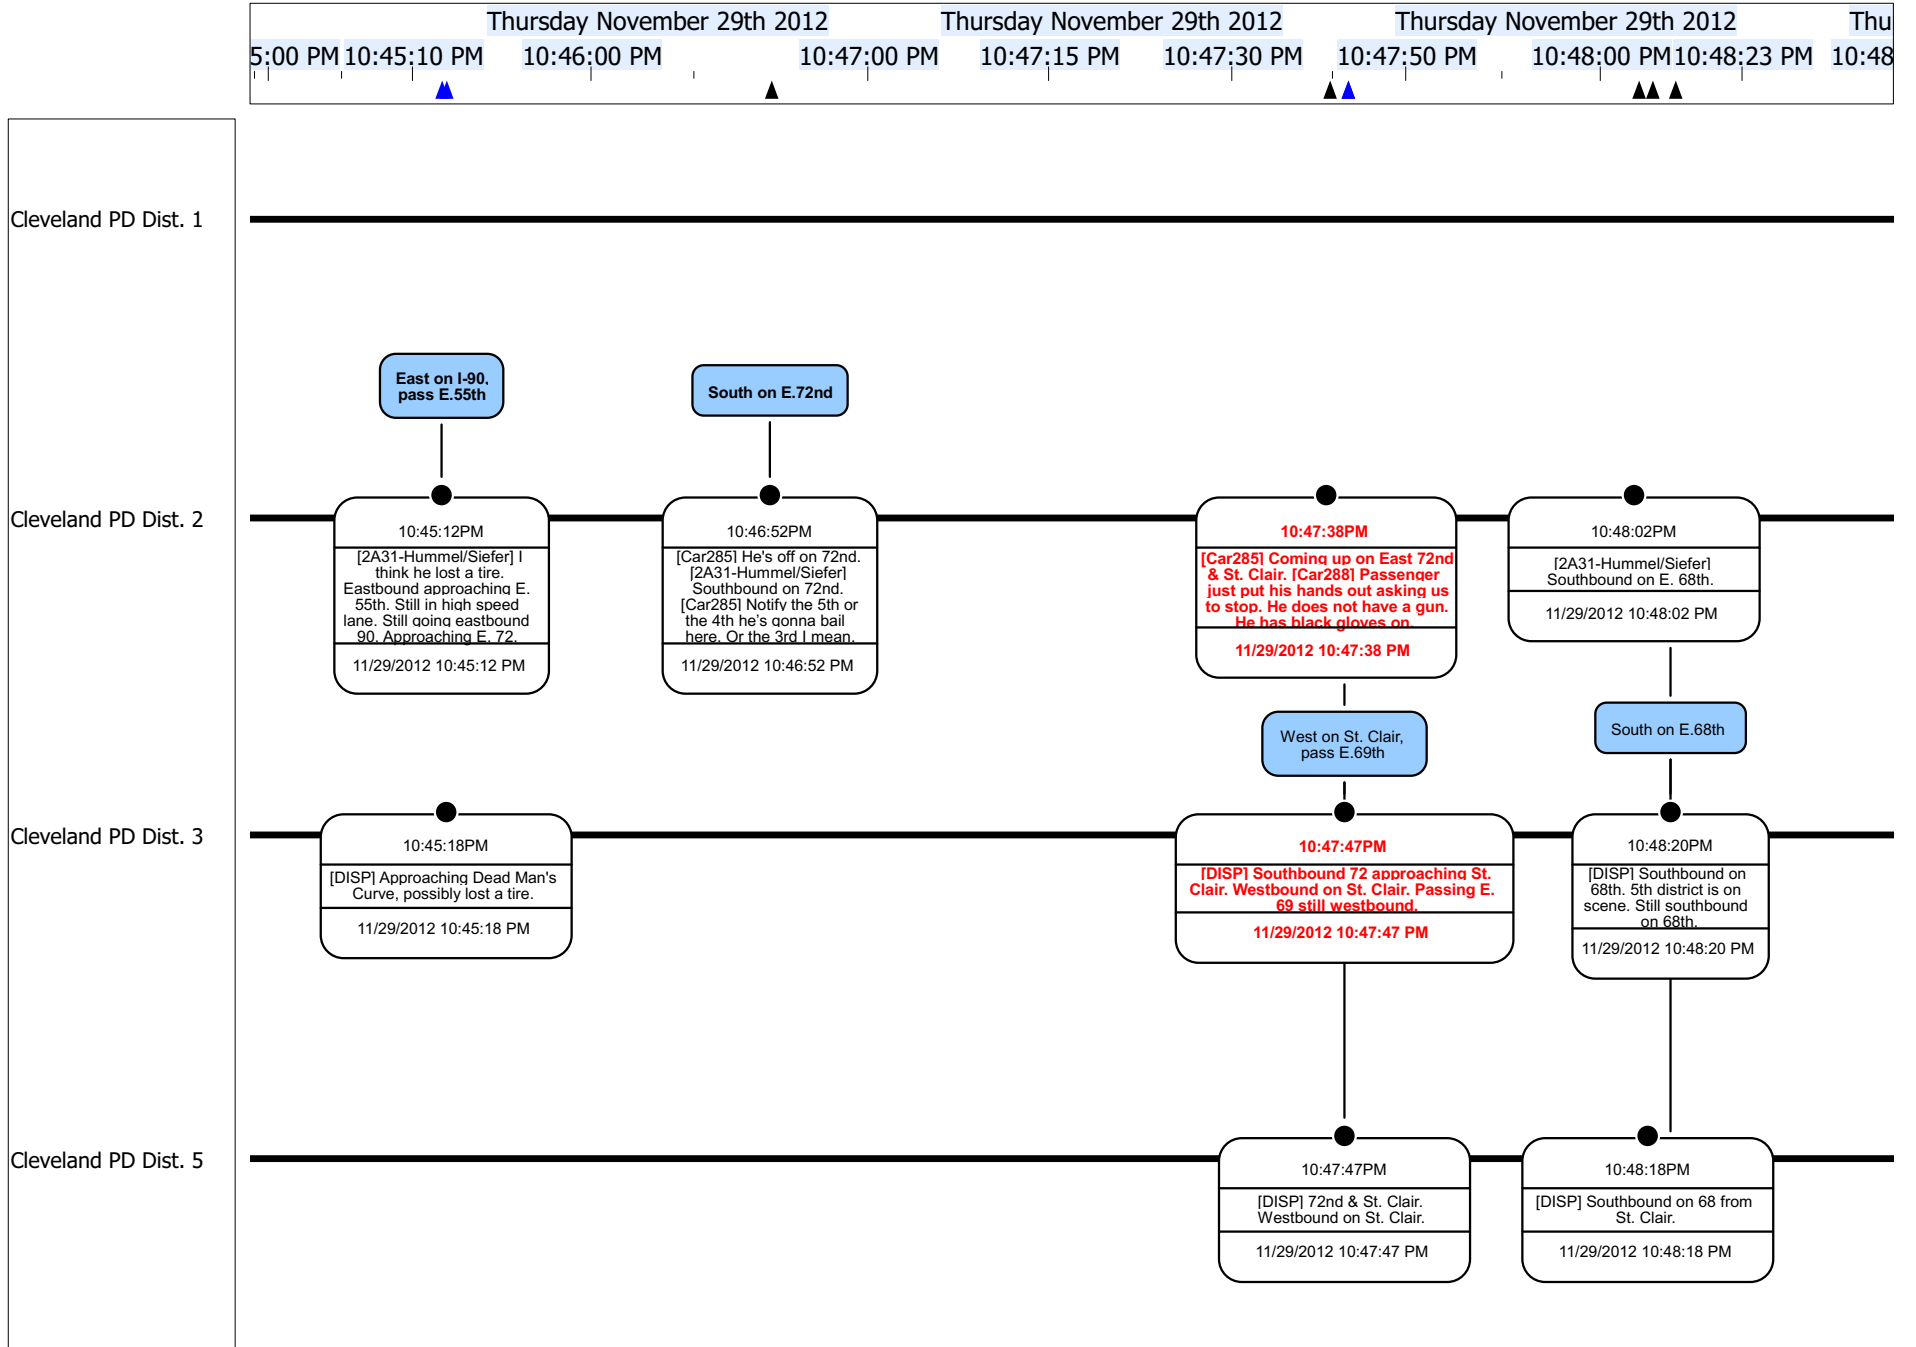 Thursday November 29th 2012 Thursday November 29th 2012 Thursday November 29th 2012 Thu
5:00 PM 10:45:10 PM 10:46:00 PM 10:47:00 PM 10:47:15 PM 10:47:30 PM 10:47:50 PM 10:48:00 PM 10:48:23 PM 10:48
Cleveland PD Dist. 1
East on I-90,
pass E.55th
South on E.72nd
Cleveland PD Dist. 2
10:45:12PM
[2A31-Hummel/Siefer] I
think he lost a tire.
Eastbound approaching E.
55th. Still in high speed
lane. Still going eastbound
90. Approaching E. 72.
11/29/2012 10:45:12 PM
10:46:52PM
[Car285] He's off on 72nd.
[2A31-Hummel/Siefer]
Southbound on 72nd.
[Car285] Notify the 5th or
the 4th he's gonna bail
here. Or the 3rd I mean.
11/29/2012 10:46:52 PM
10:47:38PM
[Car285] Coming up on East 72nd
& St. Clair. [Car288] Passenger
just put his hands out asking us
to stop. He does not have a gun.
He has black gloves on.
11/29/2012 10:47:38 PM
10:48:02PM
[2A31-Hummel/Siefer]
Southbound on E. 68th.
11/29/2012 10:48:02 PM
West on St. Clair,
pass E.69th
South on E.68th
Cleveland PD Dist. 3
10:45:18PM
[DISP] Approaching Dead Man's
Curve, possibly lost a tire.
11/29/2012 10:45:18 PM
10:47:47PM
[DISP] Southbound 72 approaching St.
Clair. Westbound on St. Clair. Passing E.
69 still westbound.
11/29/2012 10:47:47 PM
10:48:20PM
[DISP] Southbound on
68th. 5th district is on
scene. Still southbound
on 68th.
11/29/2012 10:48:20 PM
Cleveland PD Dist. 5
10:47:47PM
[DISP] 72nd & St. Clair.
Westbound on St. Clair.
11/29/2012 10:47:47 PM
10:48:18PM
[DISP] Southbound on 68 from
St. Clair.
11/29/2012 10:48:18 PM